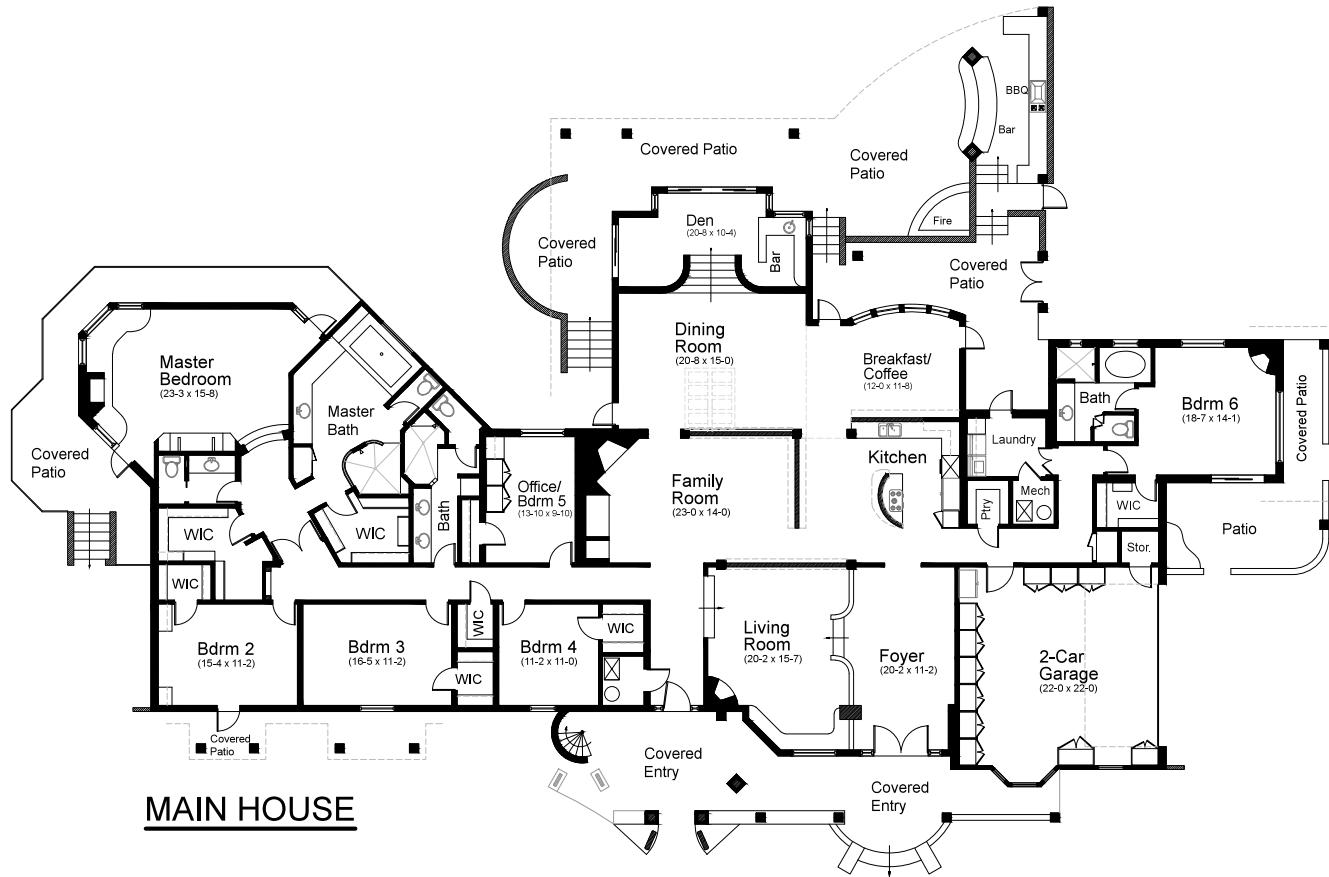 BBQ
Bar
Covered Patio
Covered
Patio
Den
(20-8 x 10-4)
Bar
Fire
Covered
Patio
Covered
Patio
Dining
Room
(20-8 x 15-0)
Breakfast/
Coffee
(12-0 x 11-8)
Master
Bedroom
(23-3 x 15-8)
Master
Bath
Bath
Bdrm 6
(18-7 x 14-1)
Covered Patio
Covered
Patio
Laundry
Kitchen
Family
Room
(23-0 x 14-0)
Office/
Bdrm 5
(13-10 x 9-10)
Bath
Mech
Ptry
WIC
WIC
WIC
Patio
Stor.
WIC
WIC
WIC
Bdrm 2
(15-4 x 11-2)
Bdrm 3
(16-5 x 11-2)
WIC
Bdrm 4
(11-2 x 11-0)
WIC
Living
Room
(20-2 x 15-7)
Foyer
(20-2 x 11-2)
2-Car
Garage
(22-0 x 22-0)
Covered
Patio
Covered
Entry
Covered
Entry
MAIN HOUSE